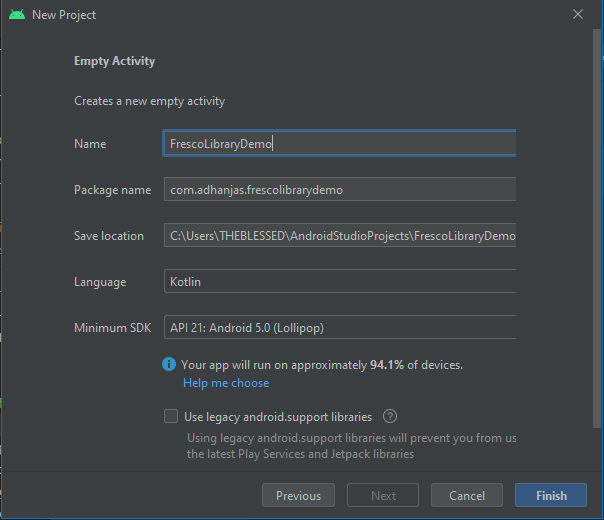 New Project
Empty Activity
Creates a new empty activity
Name
FrescoLibraryDemo
Package name
com.adhanjas.frescolibrarydemo
Save location
C:\Users\THEBLESSED\AndroidStudioProjects\FrescoLibraryDemo
Language
Kotlin
Minimum SDK
API 21: Android 5.0 (Lollipop)
Your app will run on approximately 94.1% of devices.
Help me choose
Use legacy android.support libraries ?
Using legacy android.support libraries will prevent you from us
the latest Play Services and Jetpack libraries
Previous
Next
Cancel
Finish